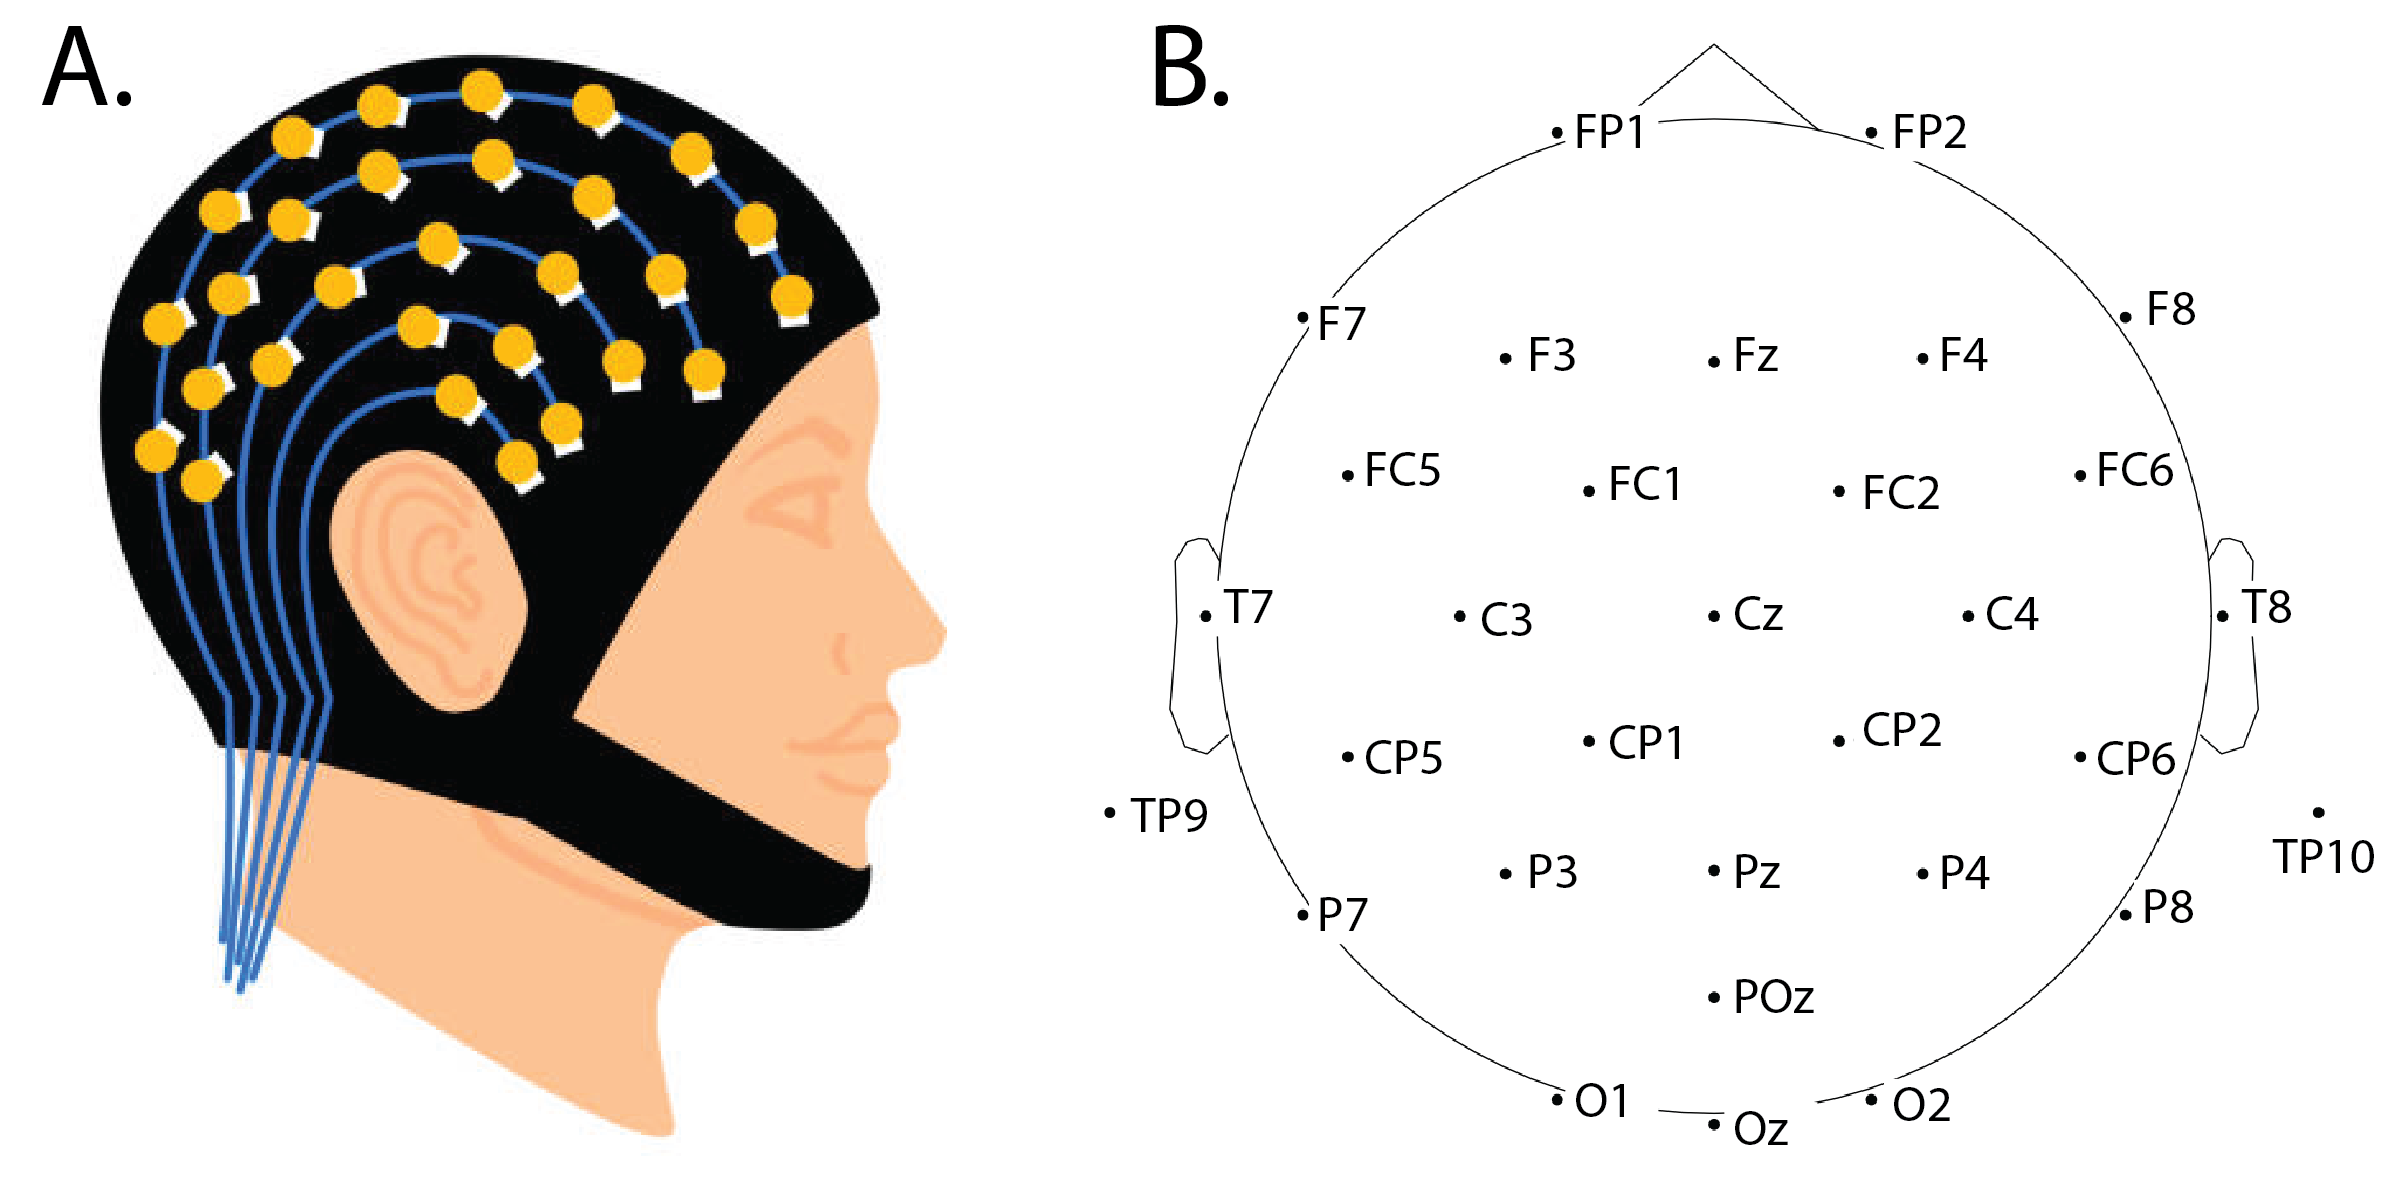 A.
B.
FP1 FP2
F7 F8
F3 Fz F4
FC5 FC1 FC2 FC6
T7 C3 Cz C4 T8
CP5 CP1 CP2 CP6
TP9 TP10
P7 P3 Pz P4 P8
POz
O1 Oz O2